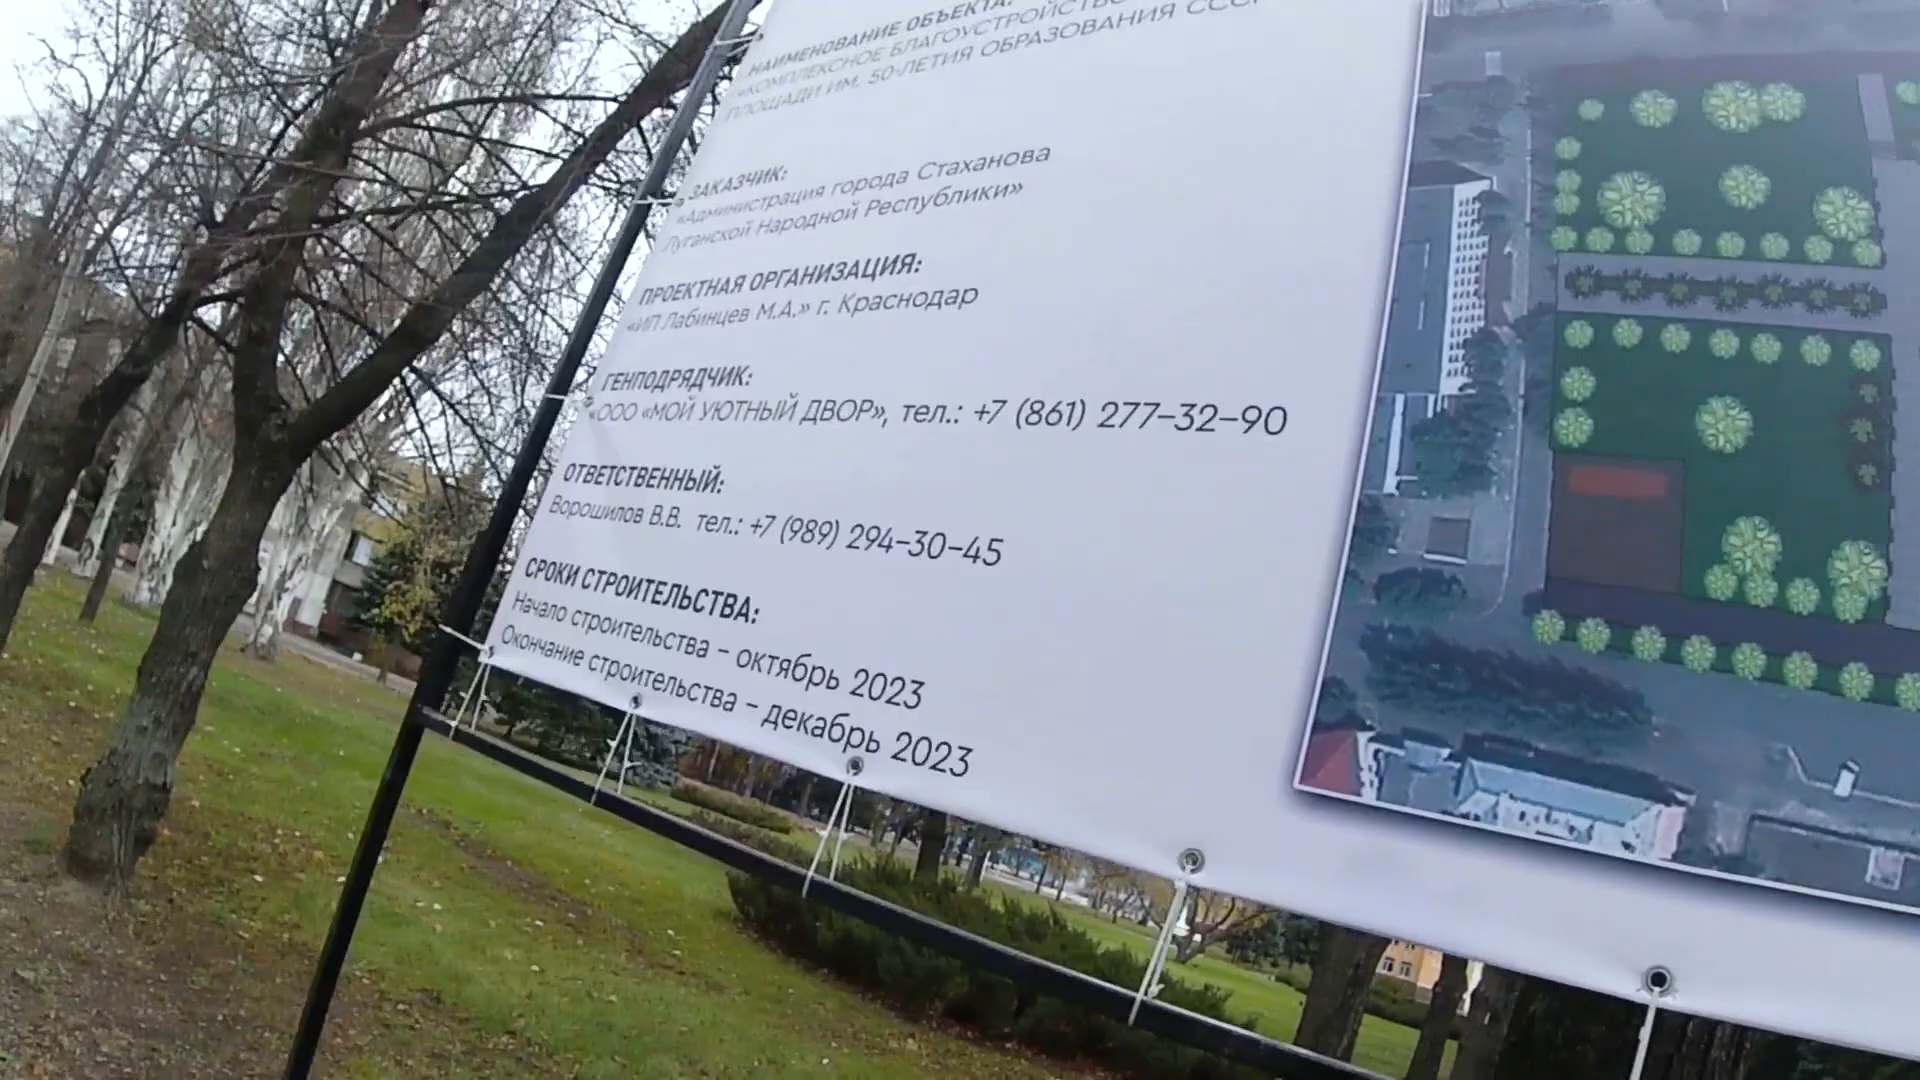 НАИМЕНОВАНИЕ ОБЪЕКТА:
«КОМПЛЕКСНОЕ БЛАГОУСТРОЙСТВО
ПЛОЩАДИ ИМ. 50-ЛЕТИЯ ОБРАЗОВАНИЯ СССР
ЗАКАЗЧИК:
«Администрация города Стаханова
Луганской Народной Республики»
ПРОЕКТНАЯ ОРГАНИЗАЦИЯ:
«ИП Лабинцев М.А.» г. Краснодар
ГЕНПОДРЯДЧИК:
«ООО «МОЙ УЮТНЫЙ ДВОР», тел.: +7 (861) 277-32-90
ОТВЕТСТВЕННЫЙ:
Ворошилов В.В. тел.: +7 (989) 294-30-45
СРОКИ СТРОИТЕЛЬСТВА:
Начало строительства - октябрь 2023
Окончание строительства - декабрь 2023